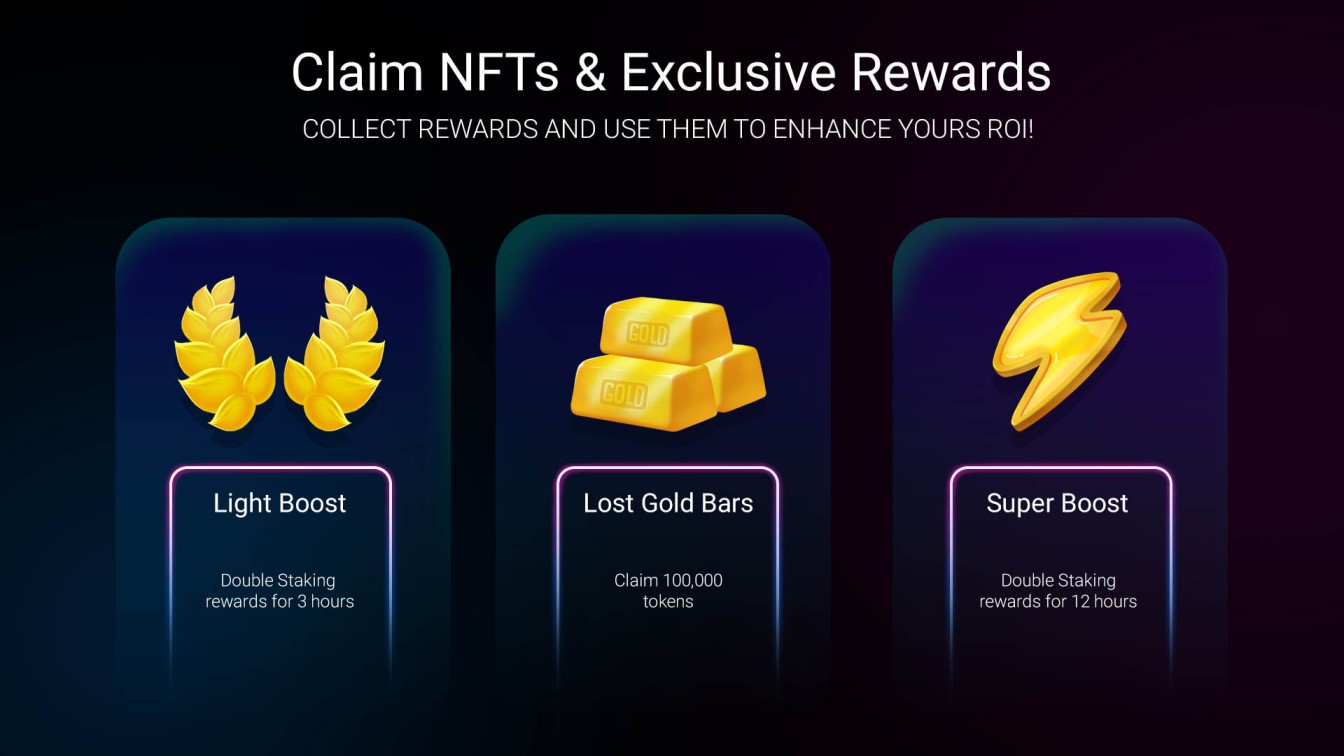 Claim NFTs & Exclusive Rewards
COLLECT REWARDS AND USE THEM TO ENHANCE YOURS ROI!
GOLD
GOLD
Light Boost
Double Staking
rewards for 3 hours
Lost Gold Bars
Claim 100,000
tokens
Super Boost
Double Staking
rewards for 12 hours